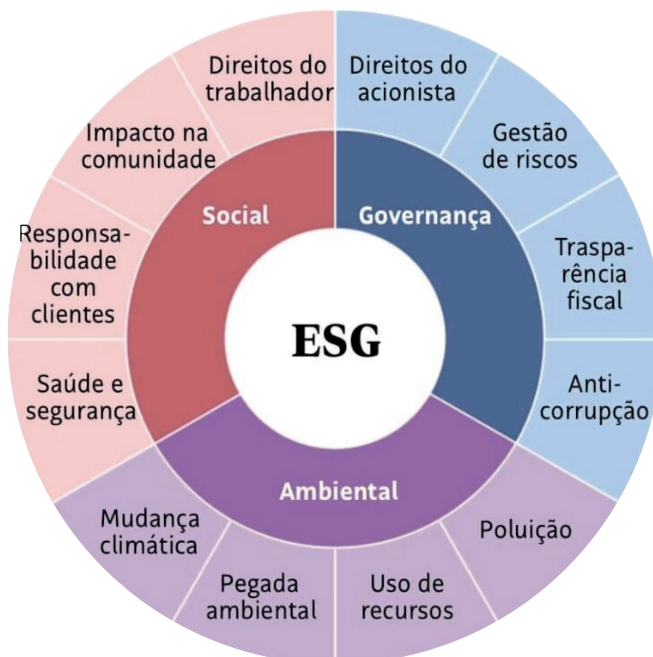 Direitos do
trabalhador
Direitos do
acionista
Impacto na
comunidade
Gestão
de riscos
Social
Governança
Responsa-
bilidade
com
clientes
Traspa-
rência
fiscal
ESG
Saúde e
segurança
Anti-
corrupção
Ambiental
Mudança
climática
Poluição
Pegada
ambiental
Uso de
recursos